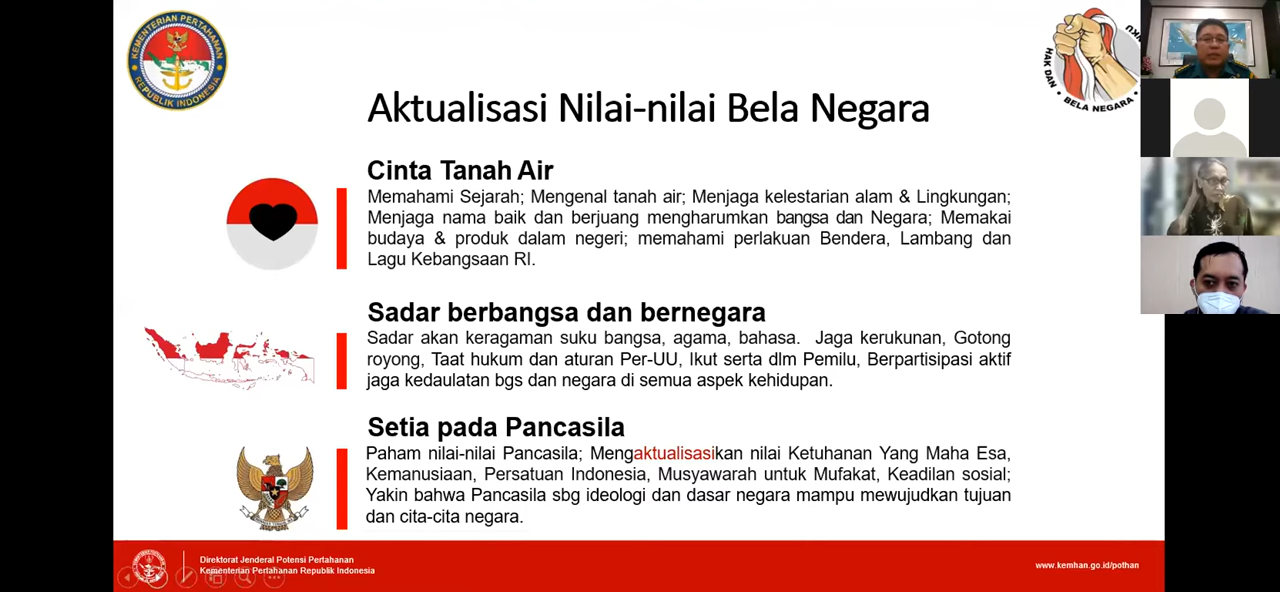 KEMENTERIAN PERTAHANAN
REPUBLIK INDONESIA
HAK DAN
BELA NEGARA
Aktualisasi Nilai-nilai Bela Negara
Cinta Tanah Air
Memahami Sejarah; Mengenal tanah air; Menjaga kelestarian alam & Lingkungan;
Menjaga nama baik dan berjuang mengharumkan bangsa dan Negara; Memakai
budaya & produk dalam negeri; memahami perlakuan Bendera, Lambang dan
Lagu Kebangsaan RI.
Sadar berbangsa dan bernegara
Sadar akan keragaman suku bangsa, agama, bahasa. Jaga kerukunan, Gotong
royong, Taat hukum dan aturan Per-UU, Ikut serta dlm Pemilu, Berpartisipasi aktif
jaga kedaulatan bgs dan negara di semua aspek kehidupan.
Setia pada Pancasila
Paham nilai-nilai Pancasila; Mengaktualisasikan nilai Ketuhanan Yang Maha Esa,
Kemanusiaan, Persatuan Indonesia, Musyawarah untuk Mufakat, Keadilan sosial;
Yakin bahwa Pancasila sbg ideologi dan dasar negara mampu mewujudkan tujuan
dan cita-cita negara.
Direktorat Jenderal Potensi Pertahanan
Kementerian Pertahanan Republik Indonesia
www.kemhan.go.id/pothan